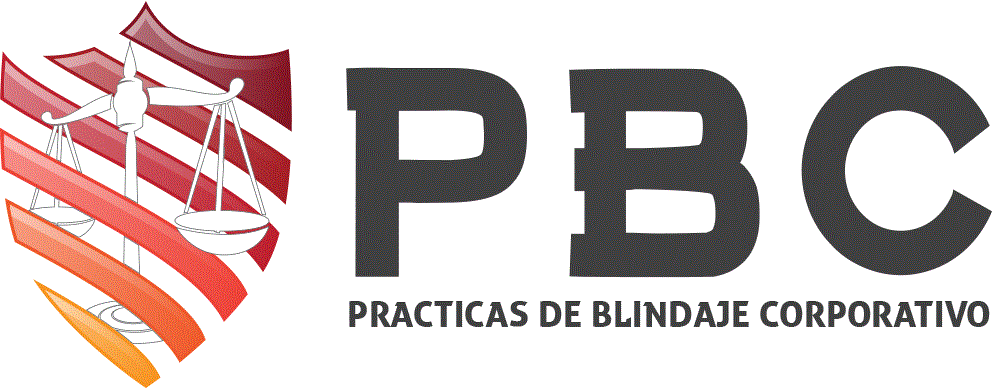 PBC
PRACTICAS DE BLINDAJE CORPORATIVO